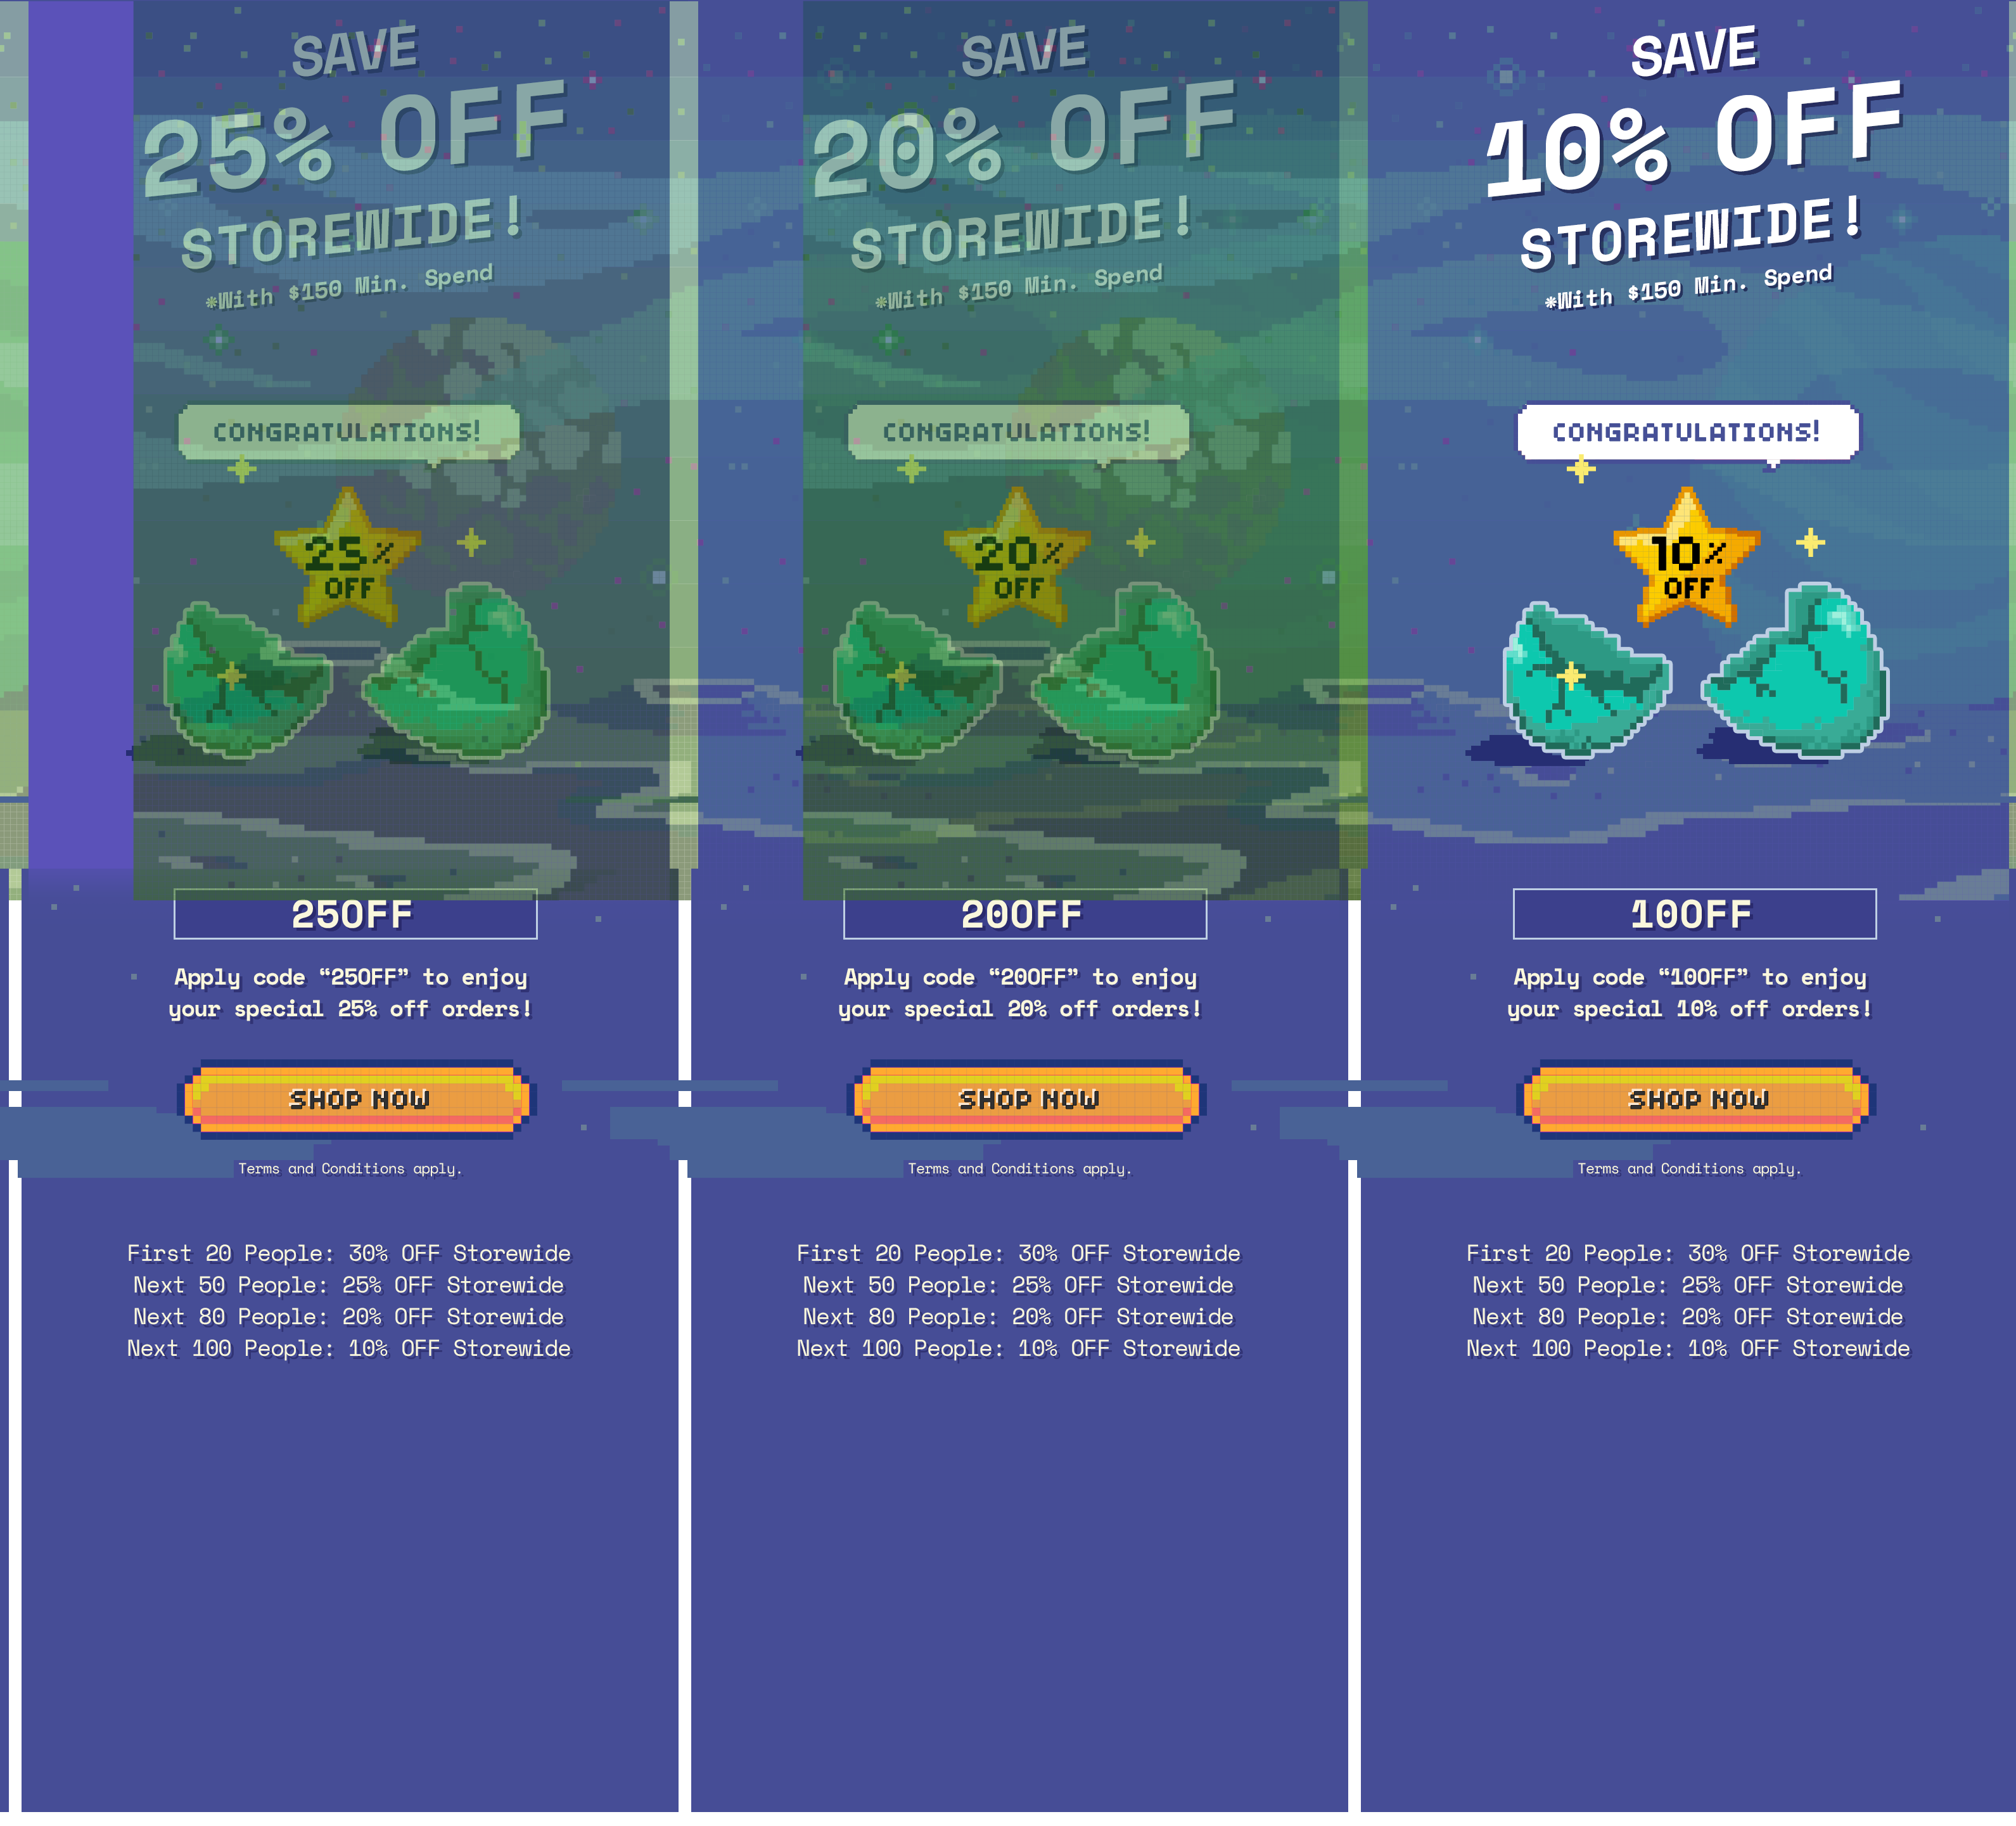 SAVE
25% OFF
STOREWIDE!
*With $150 Min. Spend
CONGRATULATIONS!
25%
OFF
25OFF
Apply code “25OFF” to enjoy
your special 25% off orders!
SHOP NOW
Terms and Conditions apply.
First 20 People: 30% OFF Storewide
Next 50 People: 25% OFF Storewide
Next 80 People: 20% OFF Storewide
Next 100 People: 10% OFF Storewide
SAVE
20% OFF
STOREWIDE!
*With $150 Min. Spend
CONGRATULATIONS!
20%
OFF
20OFF
Apply code “20OFF” to enjoy
your special 20% off orders!
SHOP NOW
Terms and Conditions apply.
First 20 People: 30% OFF Storewide
Next 50 People: 25% OFF Storewide
Next 80 People: 20% OFF Storewide
Next 100 People: 10% OFF Storewide
SAVE
10% OFF
STOREWIDE!
*With $150 Min. Spend
CONGRATULATIONS!
10%
OFF
10OFF
Apply code “10OFF” to enjoy
your special 10% off orders!
SHOP NOW
Terms and Conditions apply.
First 20 People: 30% OFF Storewide
Next 50 People: 25% OFF Storewide
Next 80 People: 20% OFF Storewide
Next 100 People: 10% OFF Storewide